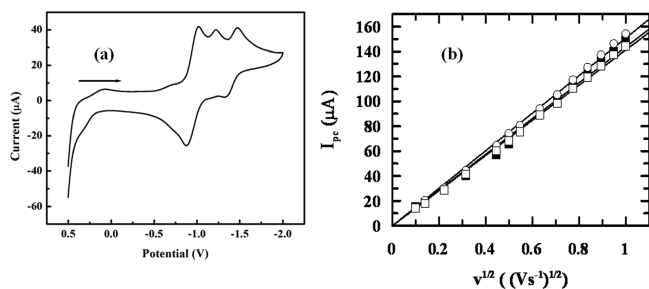 (a)
Current (µA)
40
20
0
-20
-40
-60
0.5 0.0 -0.5 -1.0 -1.5 -2.0
Potential (V)
(b)
I_pc (µA)
160
140
120
100
80
60
40
20
0
0 0.2 0.4 0.6 0.8 1
v^1/2 ( (Vs^-1)^1/2)